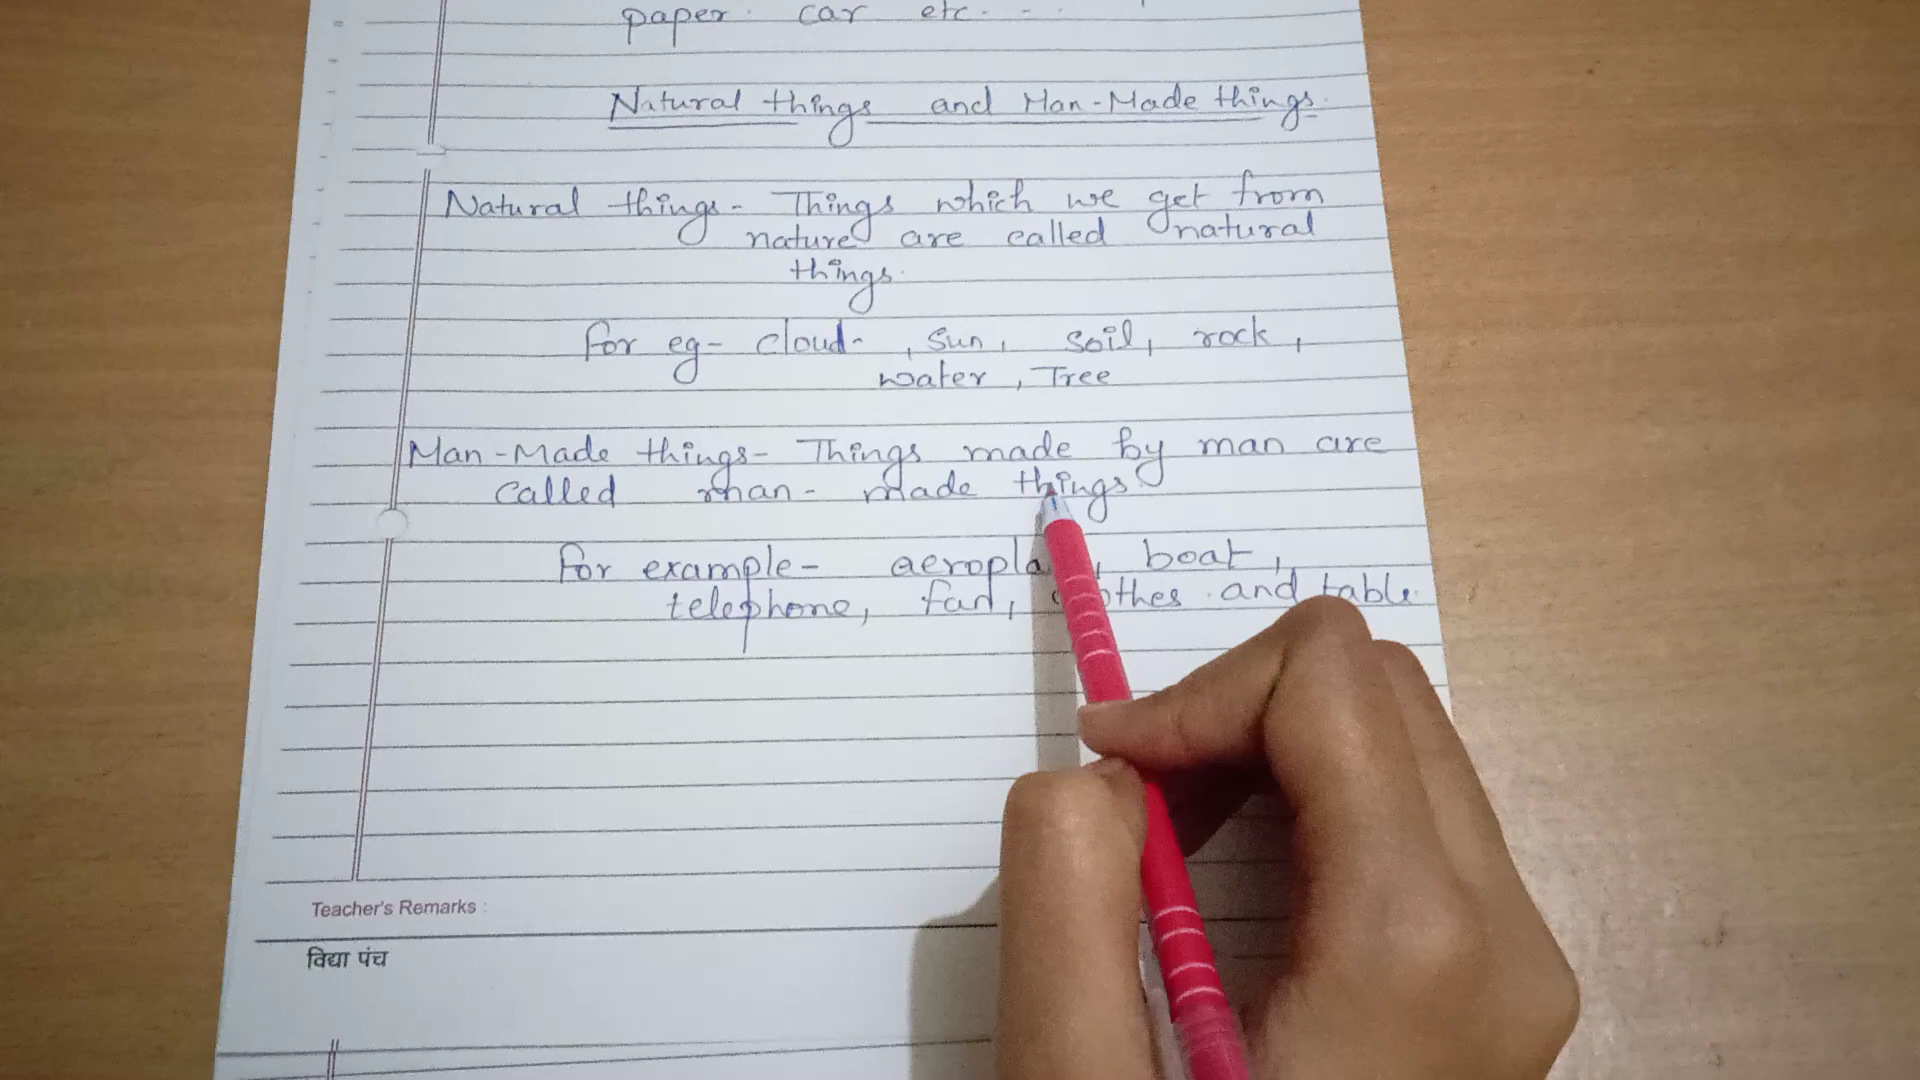 paper. car etc. - -
Natural things and Man-Made things.
Natural things - Things which we get from
nature are called natural
things.
for eg- cloud- , sun, soil, rock,
water, Tree
Man-Made things- Things made by man are
called man- made things
for example- , boat,
telephone, fan, and table.
Teacher's Remarks :
विद्या पंच